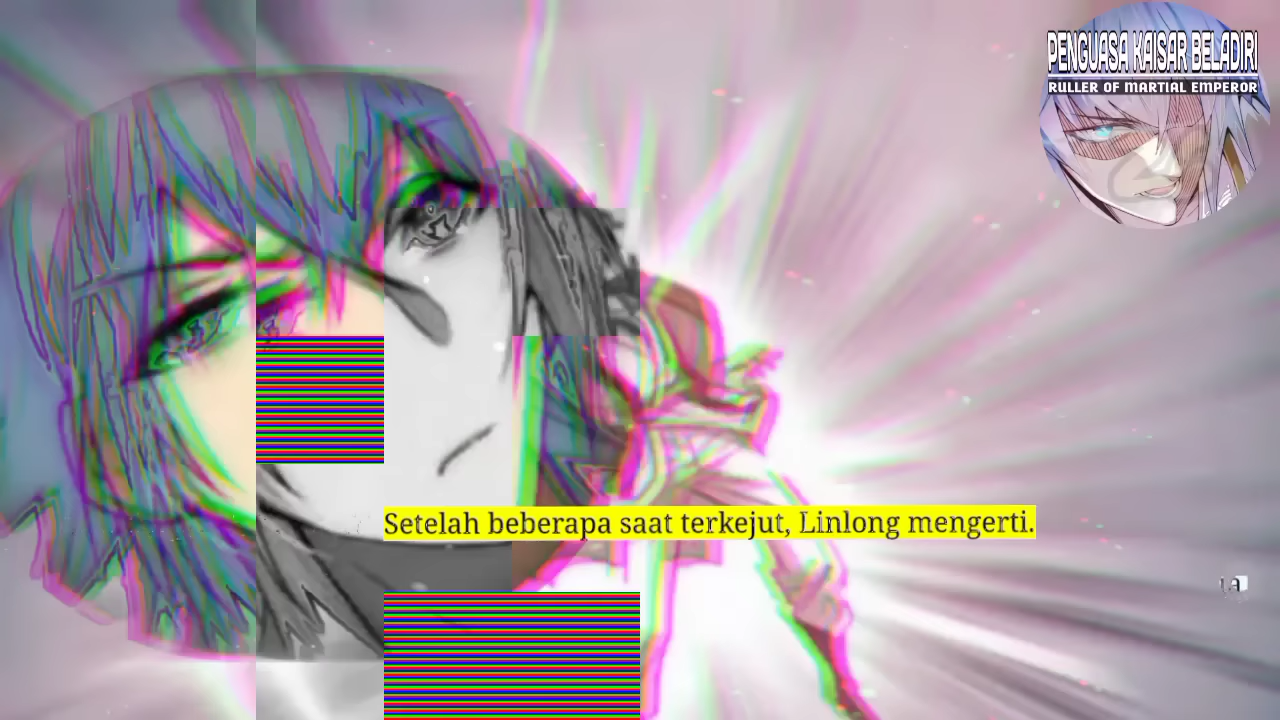 PENGUASA KAISAR BELADIRI
RULLER OF MARTIAL EMPEROR
Setelah beberapa saat terkejut, Linlong mengerti.